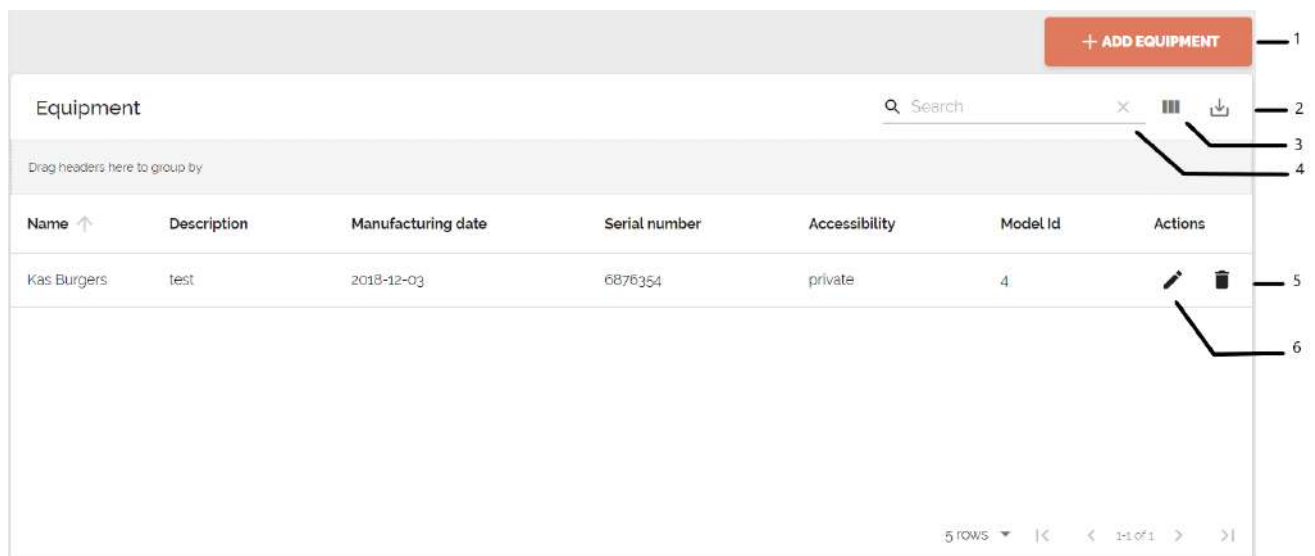 + ADD EQUIPMENT 1
Equipment Search 2
3
Drag headers here to group by 4
Name Description Manufacturing date Serial number Accessibility Model Id Actions
Kas Burgers test 2018-12-03 6876354 private 4 5
6
5 rows 1-1 of 1